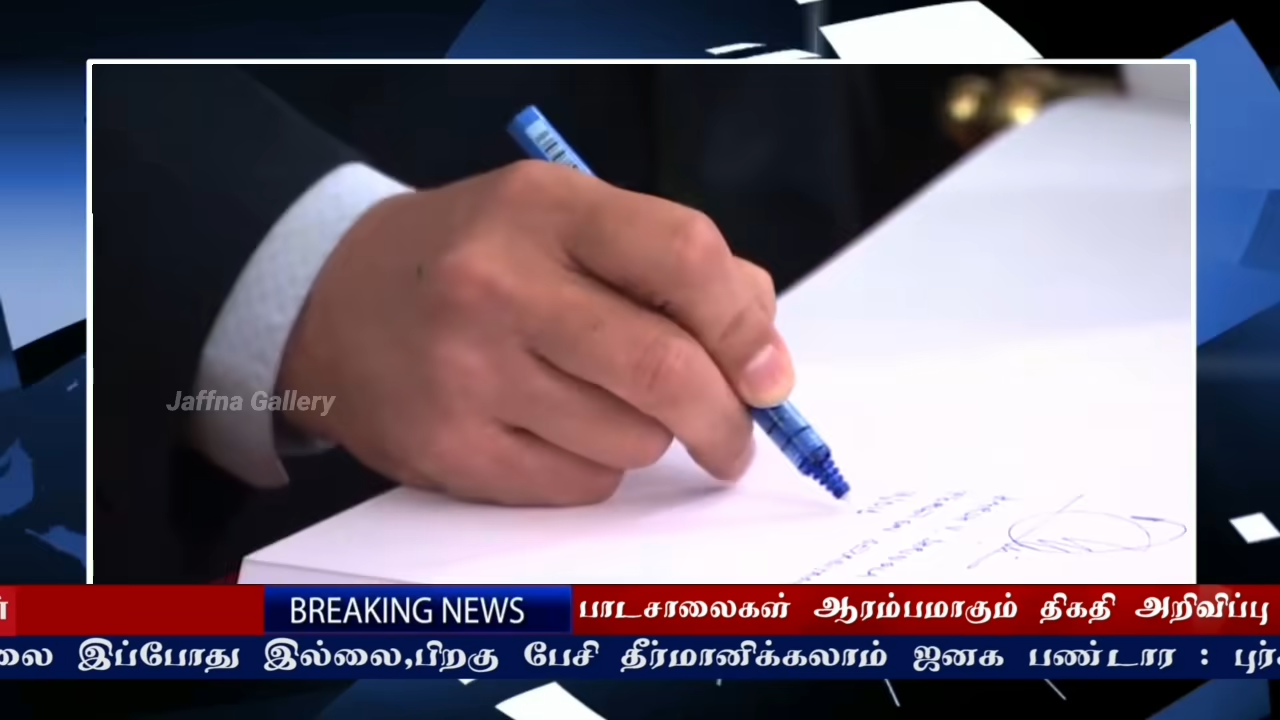 Jaffna Gallery
ள் BREAKING NEWS பாடசாலைகள் ஆரம்பமாகும் திகதி அறிவிப்பு
லை இப்போது இல்லை,பிறகு பேசி தீர்மானிக்கலாம் ஜனக பண்டார : புர்